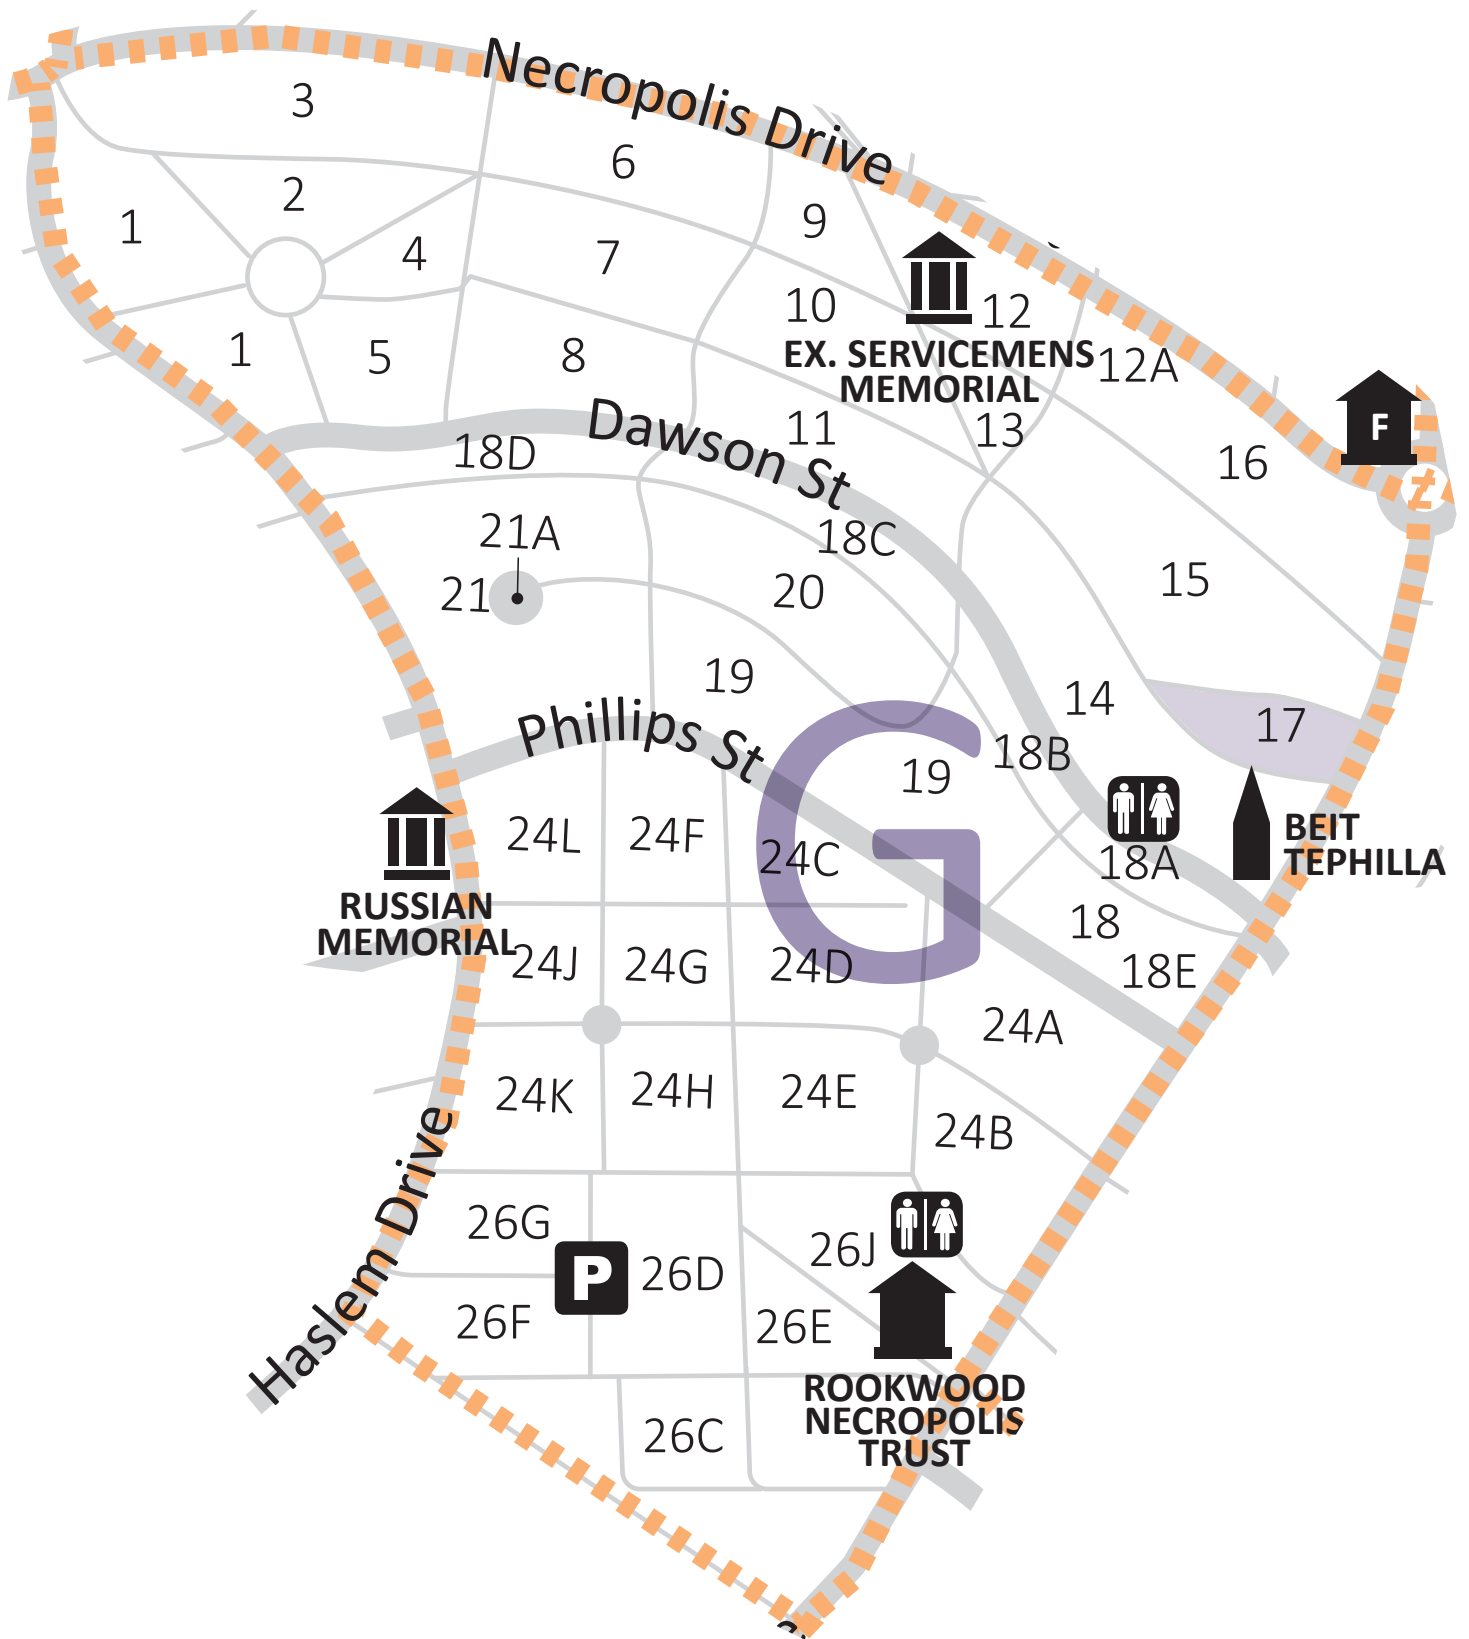 Necropolis Drive
3
6
2
1
9
4
7
10
12
EX. SERVICEMENS
MEMORIAL
12A
1
5
8
F
Dawson St
11
13
18D
16
21A
18C
21
20
15
19
14
17
Phillips St
18B
19
24L
24F
24C
18A
BEIT
TEPHILLA
RUSSIAN
MEMORIAL
G
18
24J
24G
24D
18E
24A
24K
24H
24E
24B
Haslem Drive
26G
26J
P
26D
26F
26E
ROOKWOOD
NECROPOLIS
TRUST
26C